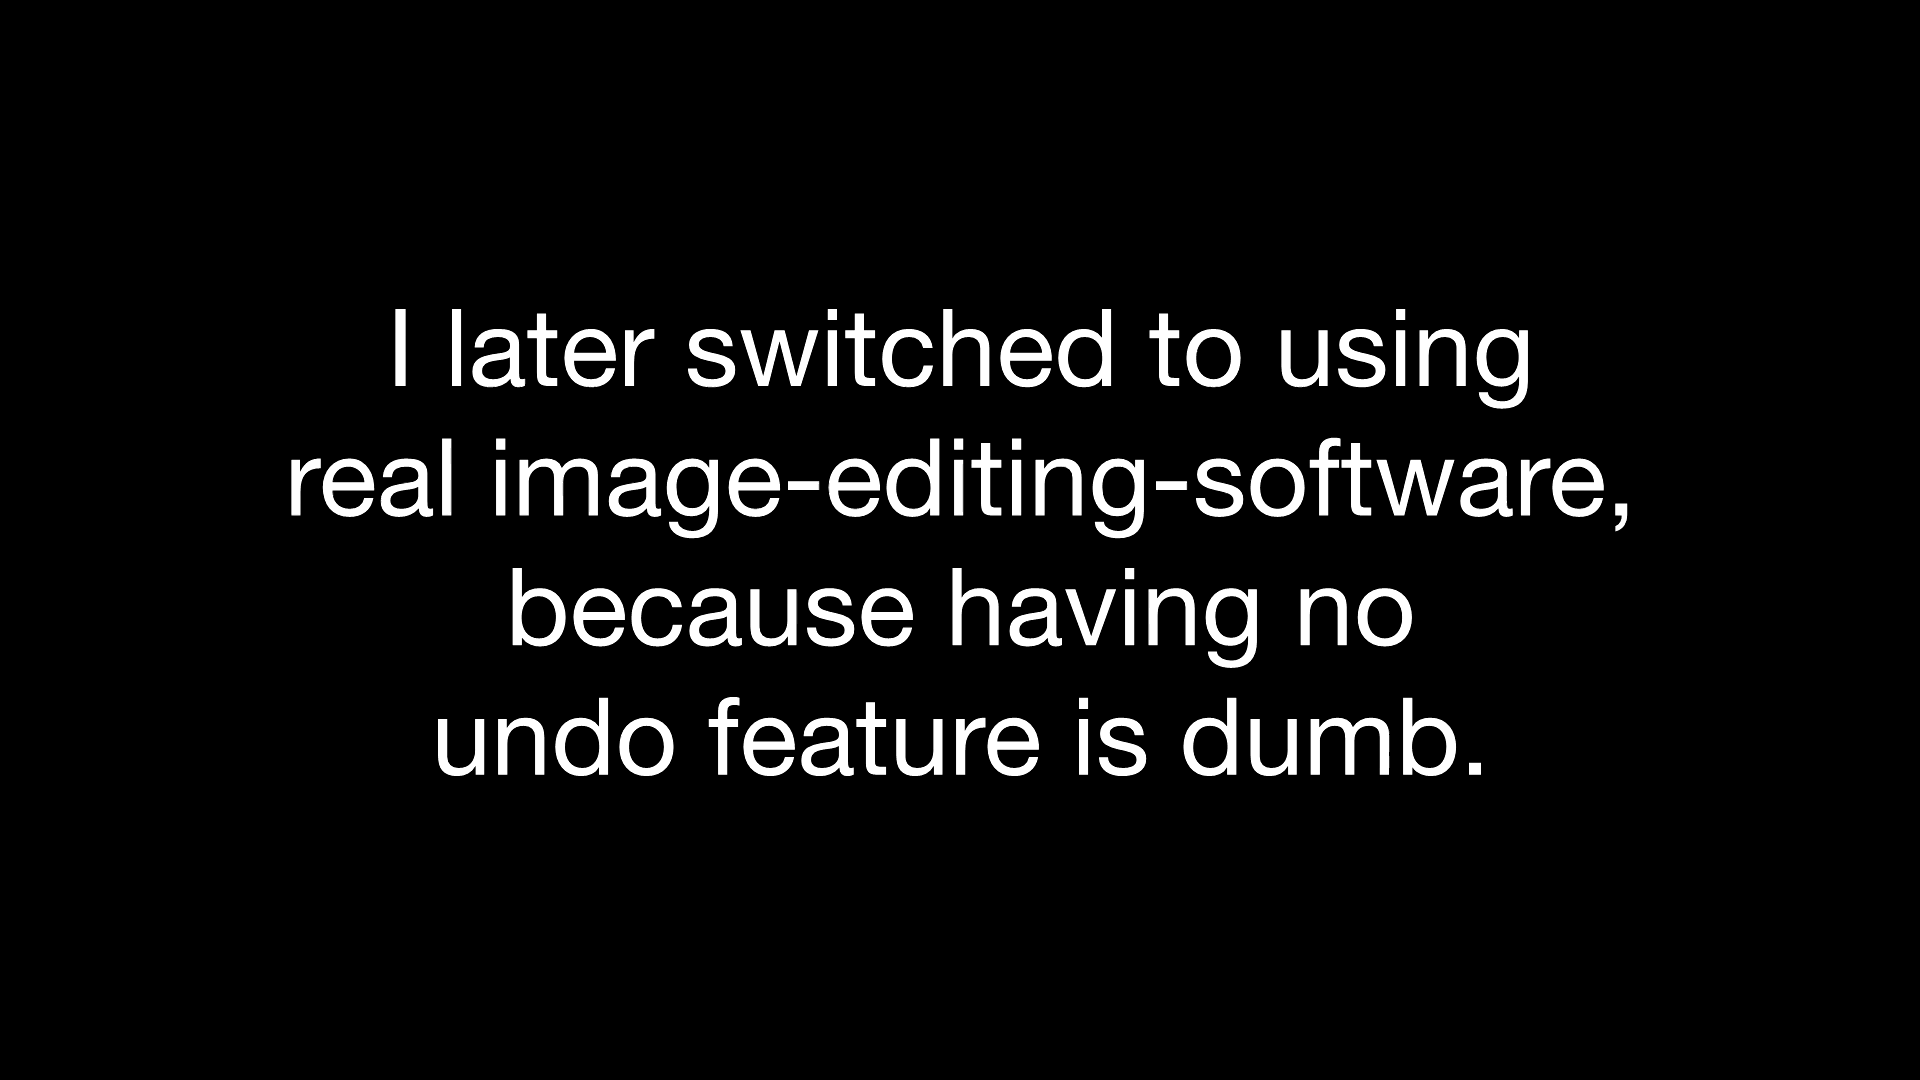 I later switched to using
real image-editing-software,
because having no
undo feature is dumb.